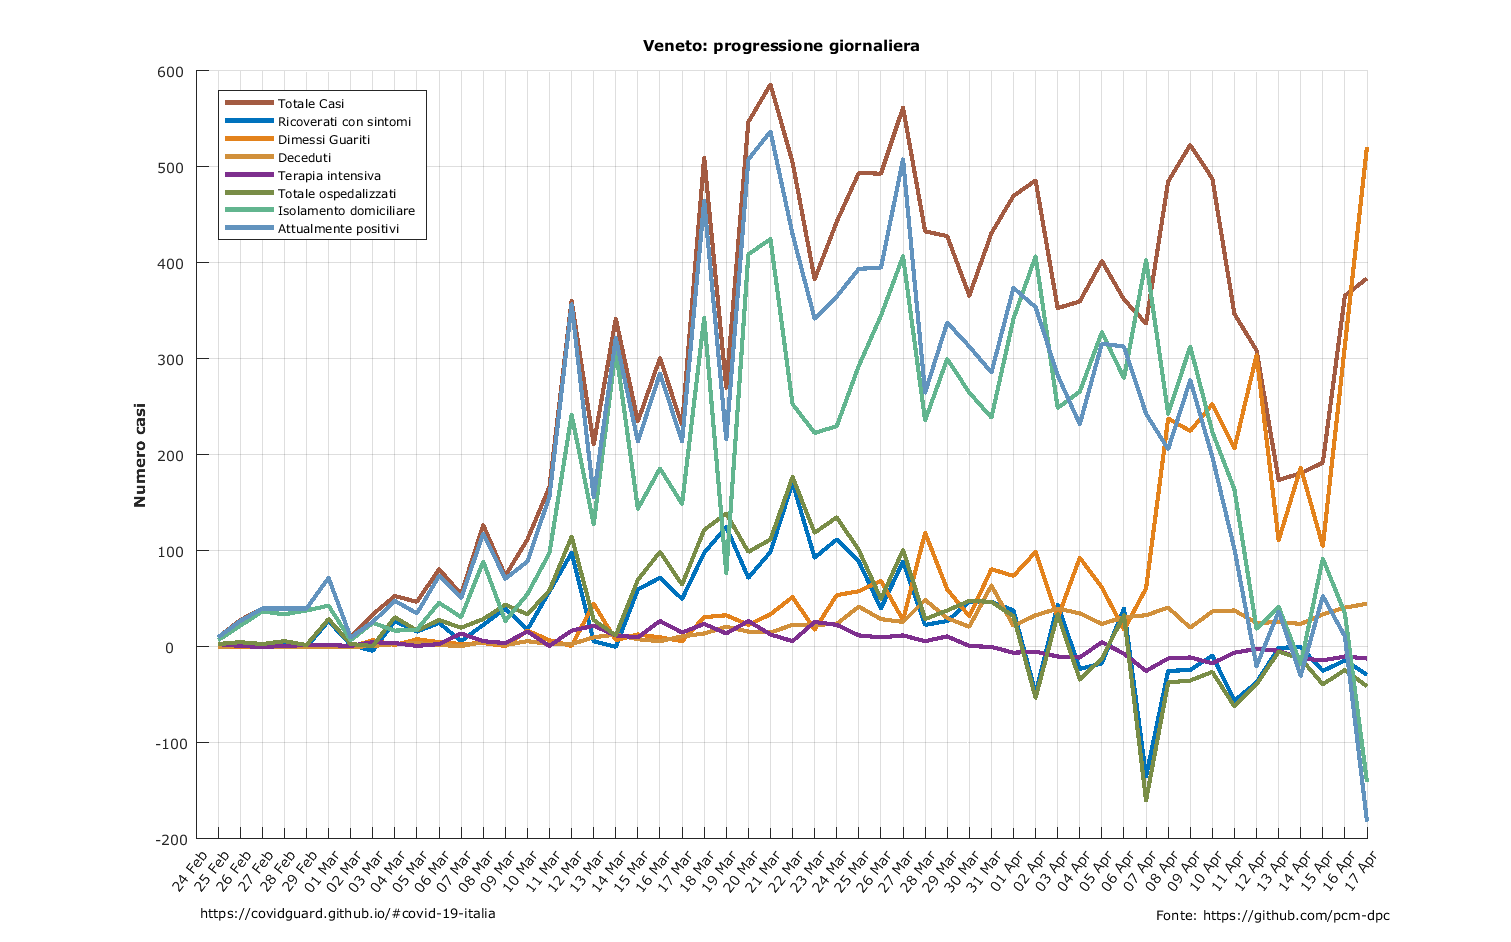 Veneto: progressione giornaliera
600
500
400
300
200
100
0
-100
-200
Numero casi
Totale Casi
Ricoverati con sintomi
Dimessi Guariti
Deceduti
Terapia intensiva
Totale ospedalizzati
Isolamento domiciliare
Attualmente positivi
24 Feb
25 Feb
26 Feb
27 Feb
28 Feb
29 Feb
01 Mar
02 Mar
03 Mar
04 Mar
05 Mar
06 Mar
07 Mar
08 Mar
09 Mar
10 Mar
11 Mar
12 Mar
13 Mar
14 Mar
15 Mar
16 Mar
17 Mar
18 Mar
19 Mar
20 Mar
21 Mar
22 Mar
23 Mar
24 Mar
25 Mar
26 Mar
27 Mar
28 Mar
29 Mar
30 Mar
31 Mar
01 Apr
02 Apr
03 Apr
04 Apr
05 Apr
06 Apr
07 Apr
08 Apr
09 Apr
10 Apr
11 Apr
12 Apr
13 Apr
14 Apr
15 Apr
16 Apr
17 Apr
https://covidguard.github.io/#covid-19-italia
Fonte: https://github.com/pcm-dpc